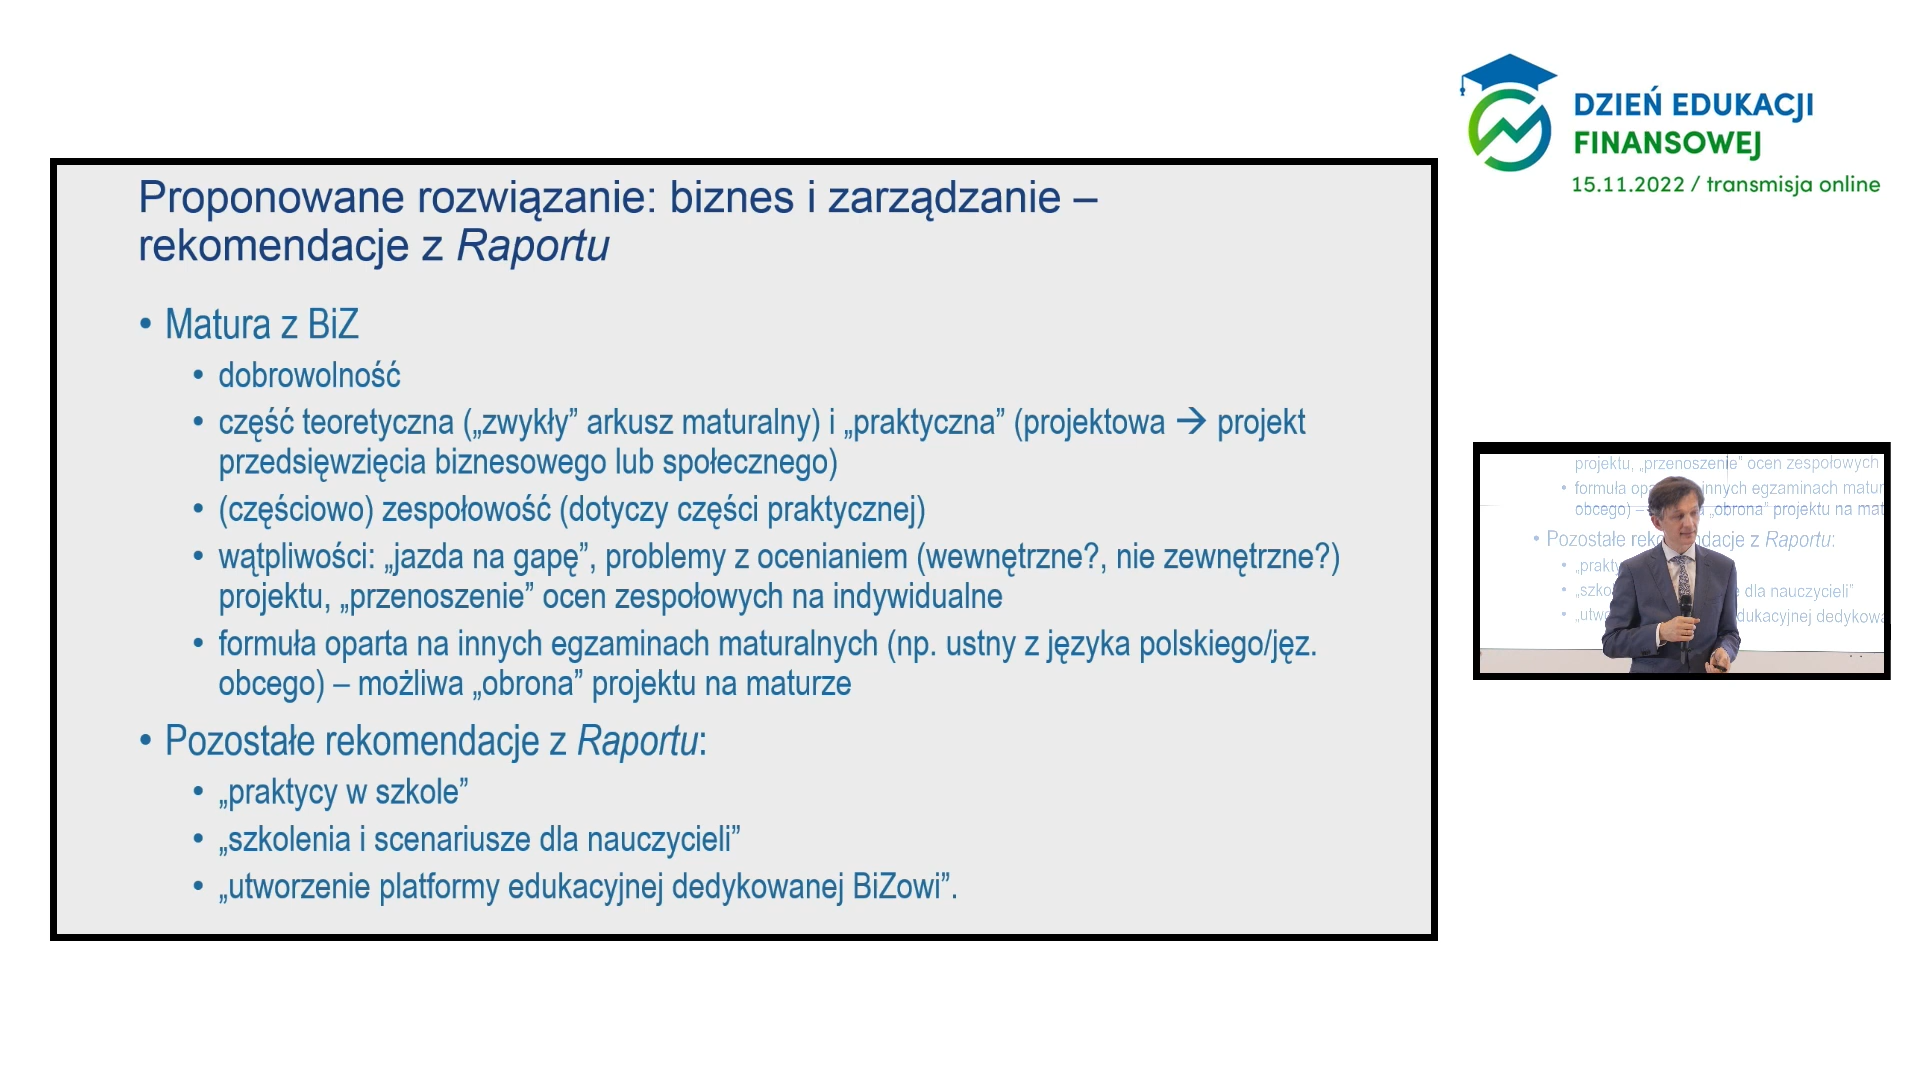 DZIEŃ EDUKACJI
FINANSOWEJ
15.11.2022 / transmisja online
Proponowane rozwiązanie: biznes i zarządzanie –
rekomendacje z Raportu
• Matura z BiZ
• dobrowolność
• część teoretyczna („zwykły” arkusz maturalny) i „praktyczna” (projektowa → projekt
przedsięwzięcia biznesowego lub społecznego)
• (częściowo) zespołowość (dotyczy części praktycznej)
• wątpliwości: „jazda na gapę”, problemy z ocenianiem (wewnętrzne?, nie zewnętrzne?)
projektu, „przenoszenie” ocen zespołowych na indywidualne
• formuła oparta na innych egzaminach maturalnych (np. ustny z języka polskiego/jęz.
obcego) – możliwa „obrona” projektu na maturze
• Pozostałe rekomendacje z Raportu:
• „praktycy w szkole”
• „szkolenia i scenariusze dla nauczycieli”
• „utworzenie platformy edukacyjnej dedykowanej BiZowi”.
projektu, „przenoszenie” ocen zespołowych
• formuła opa innych egzaminach matur
obcego) – a „obrona” projektu na mat
• Pozostałe rekomendacje z Raportu:
• „prakty
• „szko dla nauczycieli”
• „utw edukacyjnej dedykowa